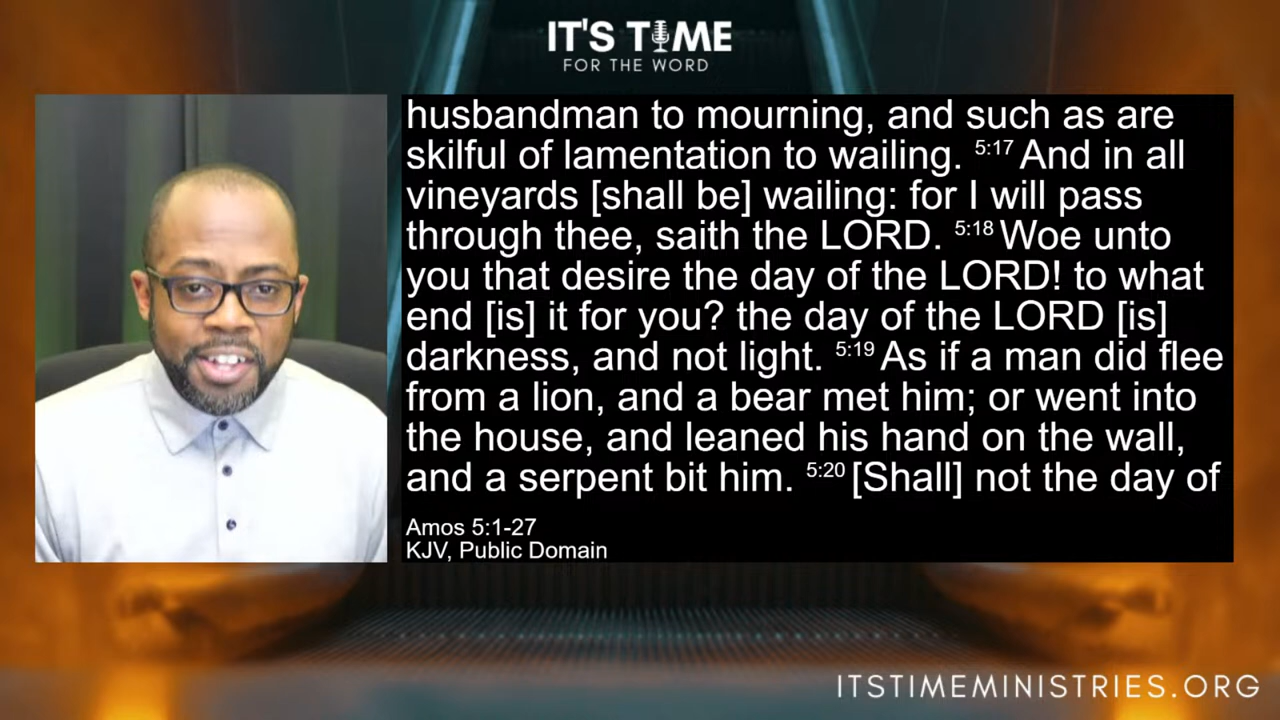 IT'S TIME
FOR THE WORD
husbandman to mourning, and such as are
skilful of lamentation to wailing. 5:17 And in all
vineyards [shall be] wailing: for I will pass
through thee, saith the LORD. 5:18 Woe unto
you that desire the day of the LORD! to what
end [is] it for you? the day of the LORD [is]
darkness, and not light. 5:19 As if a man did flee
from a lion, and a bear met him; or went into
the house, and leaned his hand on the wall,
and a serpent bit him. 5:20 [Shall] not the day of
Amos 5:1-27
KJV, Public Domain
ITSTIMEMINISTRIES.ORG